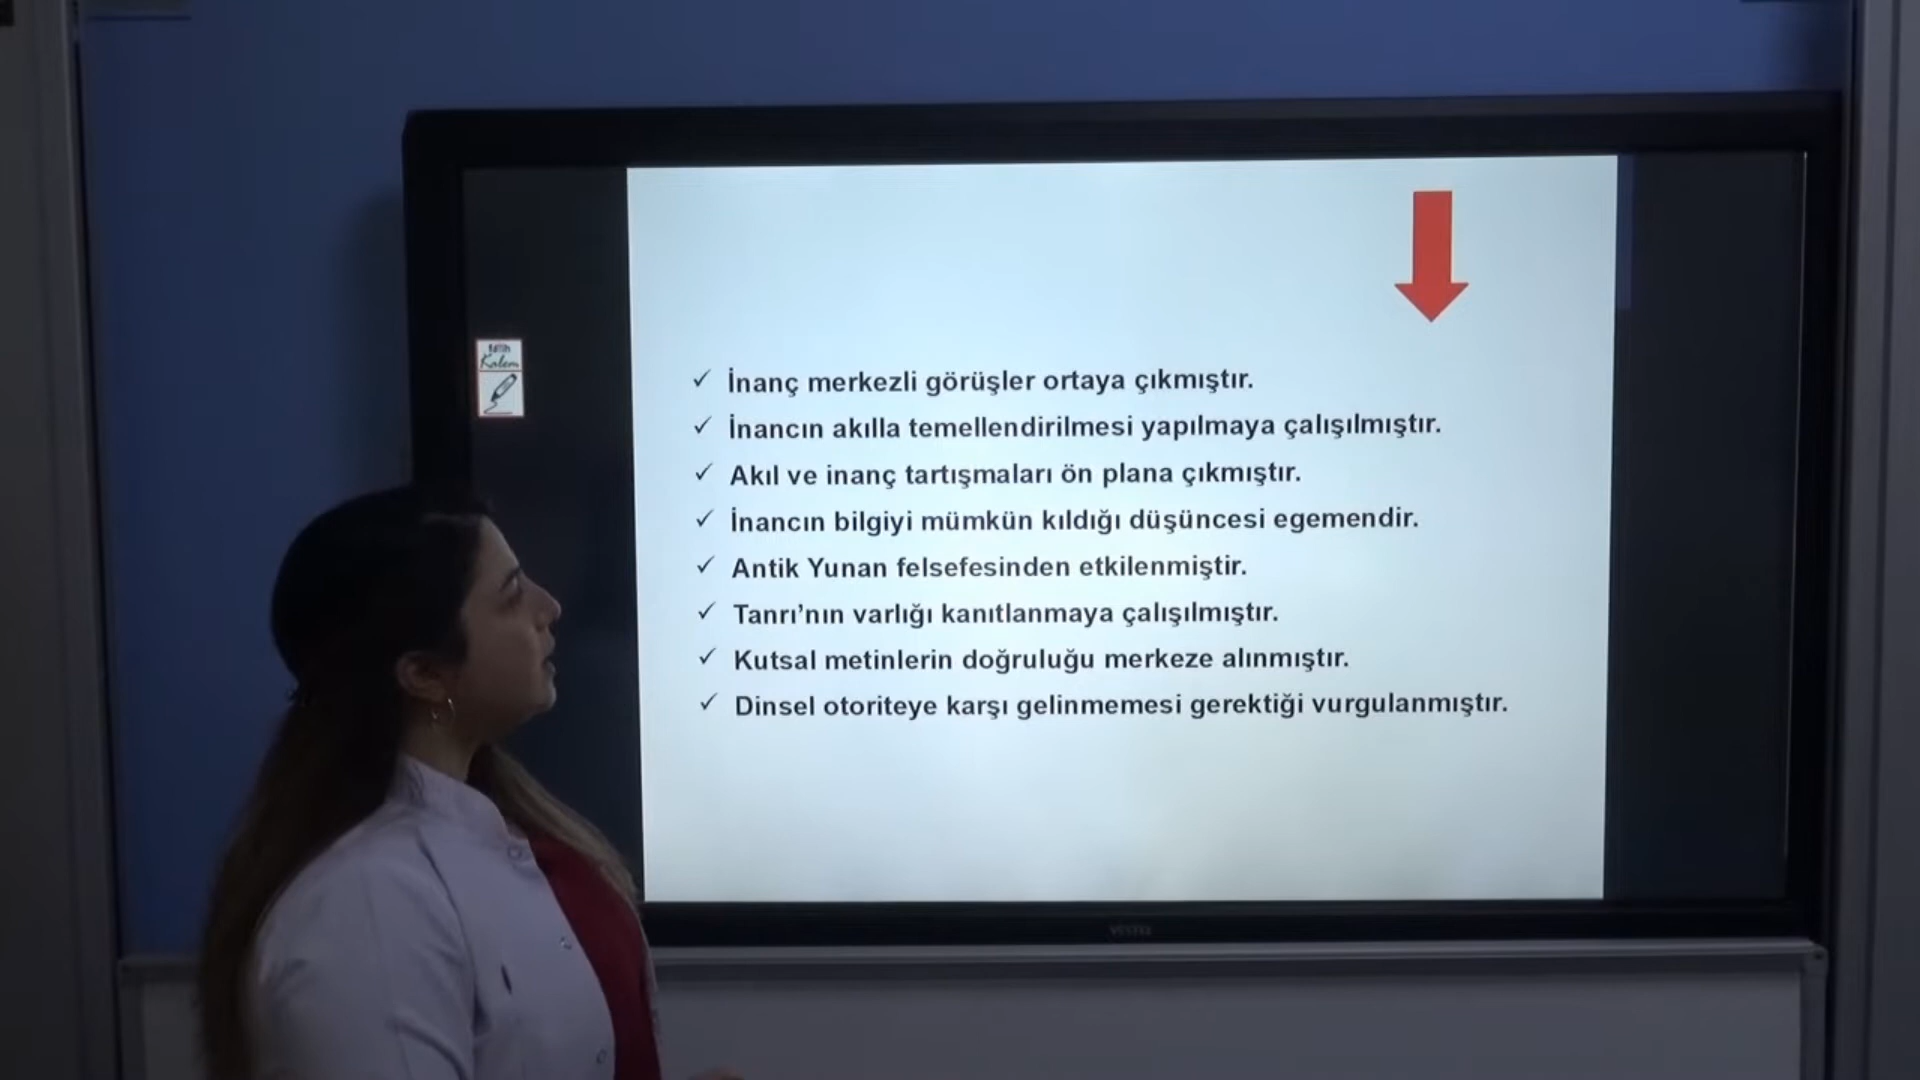 fatih
Kalem
✓ İnanç merkezli görüşler ortaya çıkmıştır.
✓ İnancın akılla temellendirilmesi yapılmaya çalışılmıştır.
✓ Akıl ve inanç tartışmaları ön plana çıkmıştır.
✓ İnancın bilgiyi mümkün kıldığı düşüncesi egemendir.
✓ Antik Yunan felsefesinden etkilenmiştir.
✓ Tanrı’nın varlığı kanıtlanmaya çalışılmıştır.
✓ Kutsal metinlerin doğruluğu merkeze alınmıştır.
✓ Dinsel otoriteye karşı gelinmemesi gerektiği vurgulanmıştır.
VESTEL